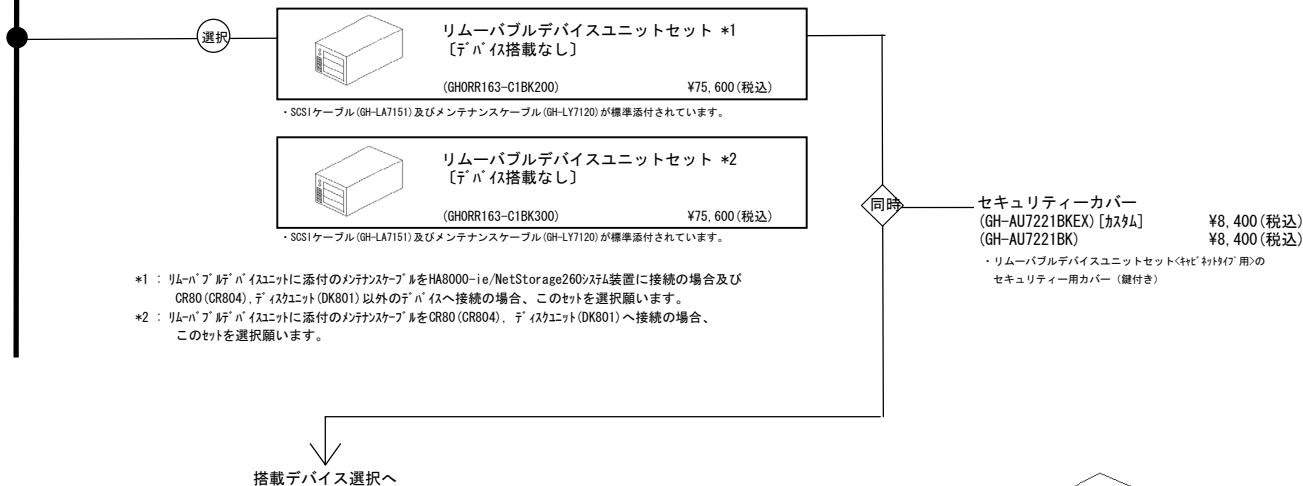 選択
リムーバブルデバイスユニットセット *1
〔ﾃﾞﾊﾞｲｽ搭載なし〕
(GHORR163-C1BK200) ¥75,600(税込)
・SCSIケーブル(GH-LA7151)及びメンテナンスケーブル(GH-LY7120)が標準添付されています。
リムーバブルデバイスユニットセット *2
〔ﾃﾞﾊﾞｲｽ搭載なし〕
(GHORR163-C1BK300) ¥75,600(税込)
・SCSIケーブル(GH-LA7151)及びメンテナンスケーブル(GH-LY7120)が標準添付されています。
同時
セキュリティーカバー
(GH-AU7221BKEX)[ｶｽﾀﾑ] ¥8,400(税込)
(GH-AU7221BK) ¥8,400(税込)
・リムーバブルデバイスユニットセット<ｷｬﾋﾞﾈｯﾄﾀｲﾌﾟ用>の
セキュリティー用カバー（鍵付き）
*1 : ﾘﾑｰﾊﾞﾌﾞﾙﾃﾞﾊﾞｲｽﾕﾆｯﾄに添付のﾒﾝﾃﾅﾝｽｹｰﾌﾞﾙをHA8000-ie/NetStorage260ｼｽﾃﾑ装置に接続の場合及び
CR80(CR804),ﾃﾞｨｽｸﾕﾆｯﾄ(DK801)以外のﾃﾞﾊﾞｲｽへ接続の場合、このｾｯﾄを選択願います。
*2 : ﾘﾑｰﾊﾞﾌﾞﾙﾃﾞﾊﾞｲｽﾕﾆｯﾄに添付のﾒﾝﾃﾅﾝｽｹｰﾌﾞﾙをCR80(CR804), ﾃﾞｨｽｸﾕﾆｯﾄ(DK801)へ接続の場合、
このｾｯﾄを選択願います。
搭載デバイス選択へ